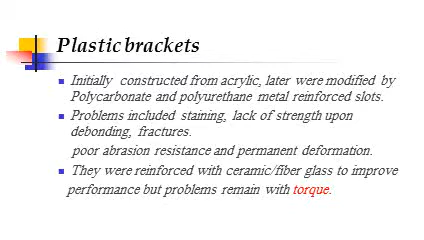 Plastic brackets
Initially constructed from acrylic, later were modified by
Polycarbonate and polyurethane metal reinforced slots.
Problems included staining, lack of strength upon
debonding, fractures.
poor abrasion resistance and permanent deformation.
They were reinforced with ceramic/fiber glass to improve
performance but problems remain with torque.